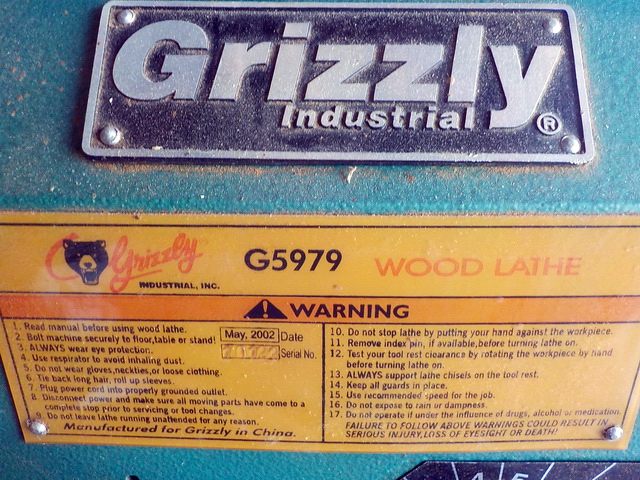 Grizzly
Industrial ®
Grizzly
INDUSTRIAL, INC.
G5979 WOOD LATHE
WARNING
1. Read manual before using wood lathe.
2. Bolt machine securely to floor,table or stand!
3. ALWAYS wear eye protection.
4. Use respirator to avoid inhaling dust.
5. Do not wear gloves,neckties,or loose clothing.
6. Tie back long hair, roll up sleeves.
7. Plug power cord into properly grounded outlet.
8. Disconnect power and make sure all moving parts have come to a
complete stop prior to servicing or tool changes.
9. Do not leave lathe running unattended for any reason.
Manufactured for Grizzly in China.
May, 2002 Date
Serial No.
10. Do not stop lathe by putting your hand against the workpiece.
11. Remove index pin, if available,before turning lathe on.
12. Test your tool rest clearance by rotating the workpiece by hand
before turning lathe on.
13. ALWAYS support lathe chisels on the tool rest.
14. Keep all guards in place.
15. Use recommended speed for the job.
16. Do not expose to rain or dampness.
17. Do not operate if under the influence of drugs, alcohol or medication.
FAILURE TO FOLLOW ABOVE WARNINGS COULD RESULT IN
SERIOUS INJURY,LOSS OF EYESIGHT OR DEATH!